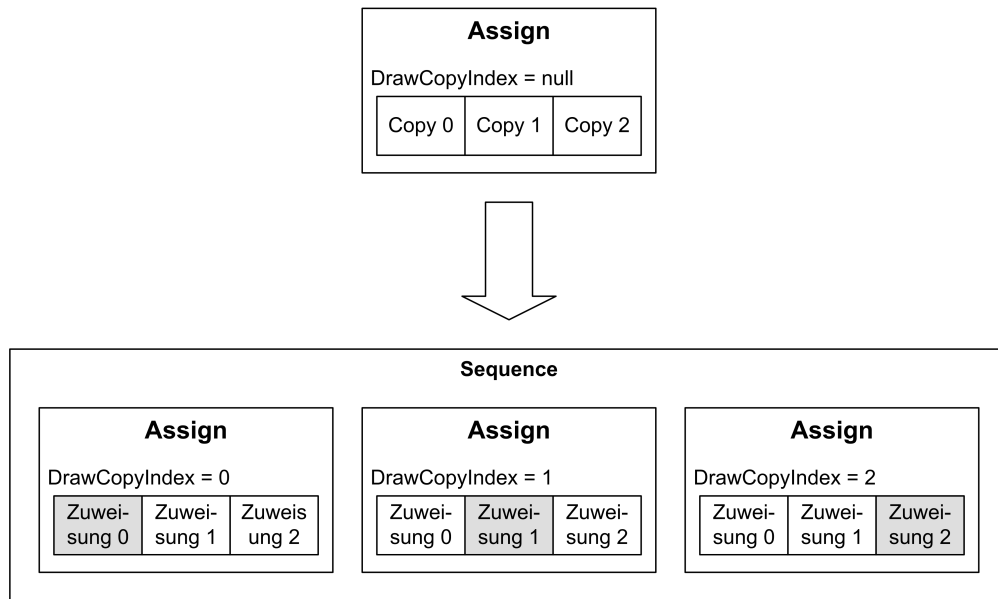 Assign
DrawCopyIndex = null
Copy 0 Copy 1 Copy 2
Sequence
Assign
DrawCopyIndex = 0
Zuwei-
sung 0
Zuwei-
sung 1
Zuweis
ung 2
Assign
DrawCopyIndex = 1
Zuwei-
sung 0
Zuwei-
sung 1
Zuwei-
sung 2
Assign
DrawCopyIndex = 2
Zuwei-
sung 0
Zuwei-
sung 1
Zuwei-
sung 2